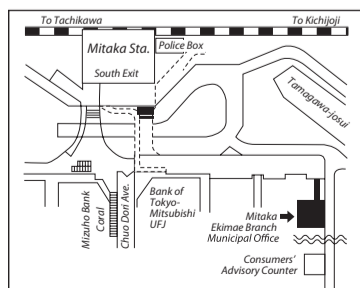 To Tachikawa
To Kichijoji
Mitaka Sta.
Police Box
South Exit
Tamagawa-josui
Mizuho Bank
Coral
Chuo Dori Ave.
Bank of
Tokyo-
Mitsubishi
UFJ
Mitaka
Ekimae Branch
Municipal Office
Consumers'
Advisory Counter